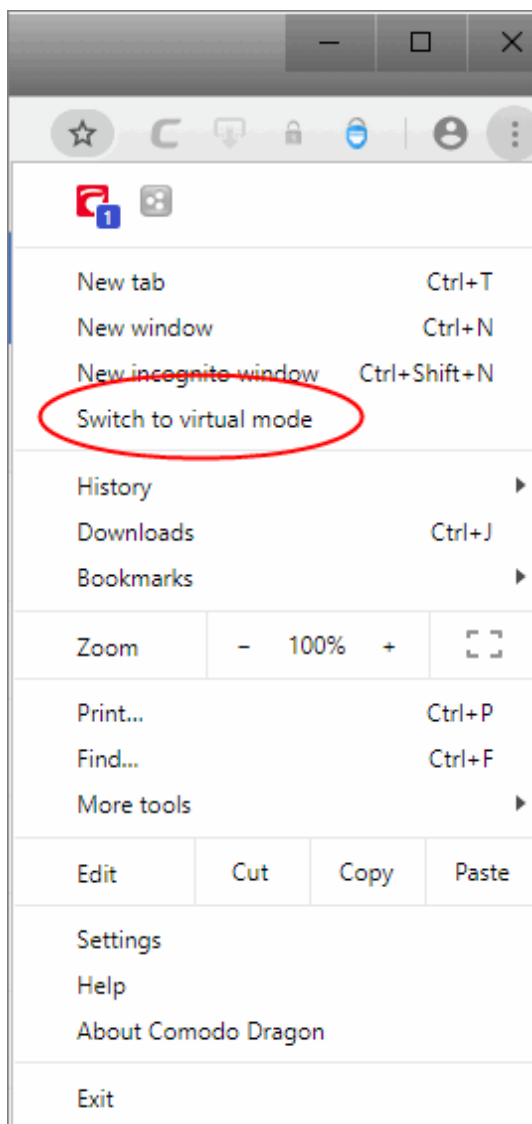 1
New tab Ctrl+T
New window Ctrl+N
New incognito window Ctrl+Shift+N
Switch to virtual mode
History
Downloads Ctrl+J
Bookmarks
Zoom - 100% +
Print... Ctrl+P
Find... Ctrl+F
More tools
Edit Cut Copy Paste
Settings
Help
About Comodo Dragon
Exit